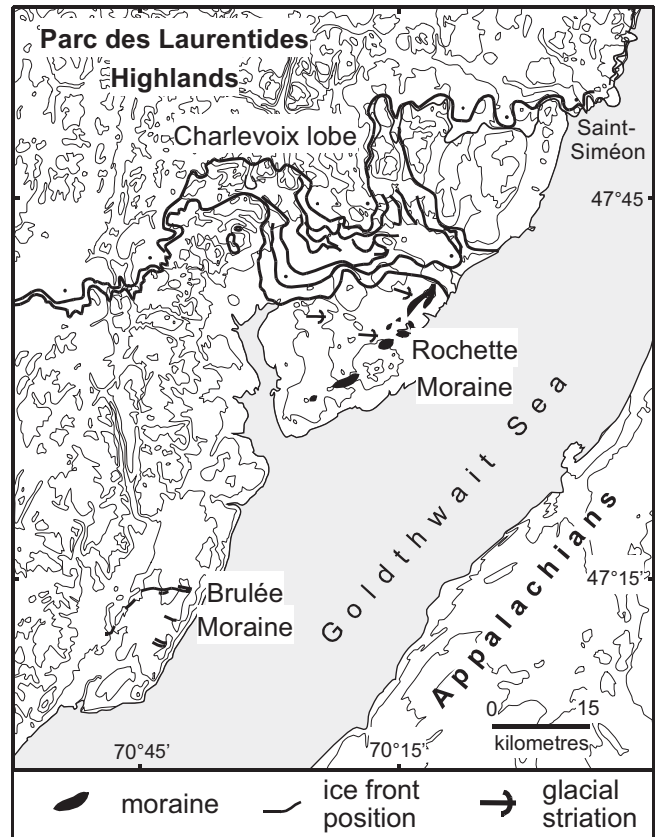 Parc des Laurentides
Highlands
Charlevoix lobe
Saint-
Siméon
47°45
Rochette
Moraine
Goldthwait Sea
Appalachians
47°15'
Brulée
Moraine
0 15
kilometres
70°45'
70°15'
moraine
ice front
position
glacial
striation